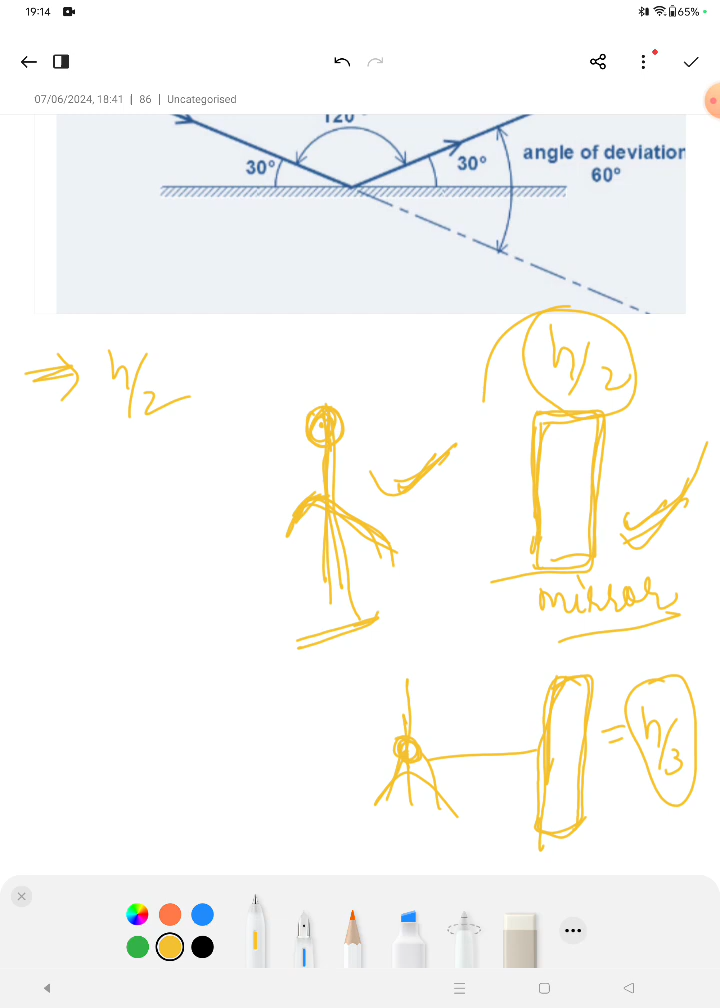 19:14
65%
07/06/2024, 18:41 | 86 | Uncategorised
120°
30°
30°
angle of deviation
60°
h/2
⇒ h/2
mirror
= h/3